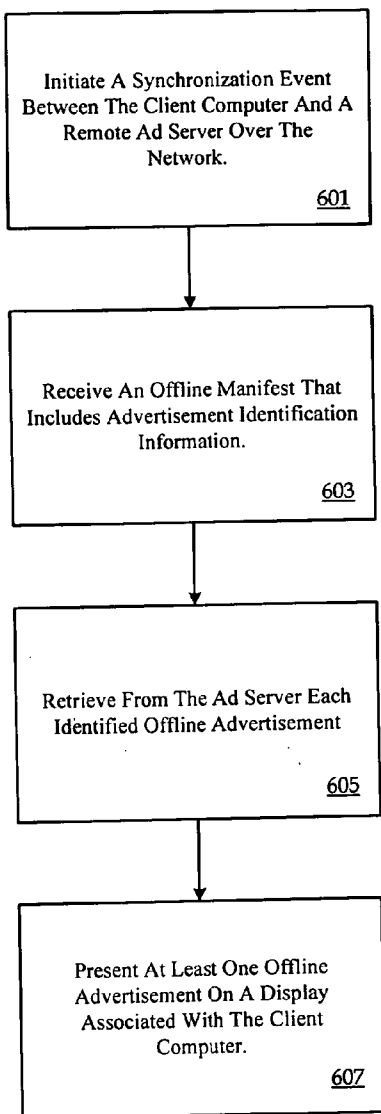 Initiate A Synchronization Event
Between The Client Computer And A
Remote Ad Server Over The
Network.
601
Receive An Offline Manifest That
Includes Advertisement Identification
Information.
603
Retrieve From The Ad Server Each
Identified Offline Advertisement
605
Present At Least One Offline
Advertisement On A Display
Associated With The Client
Computer.
607